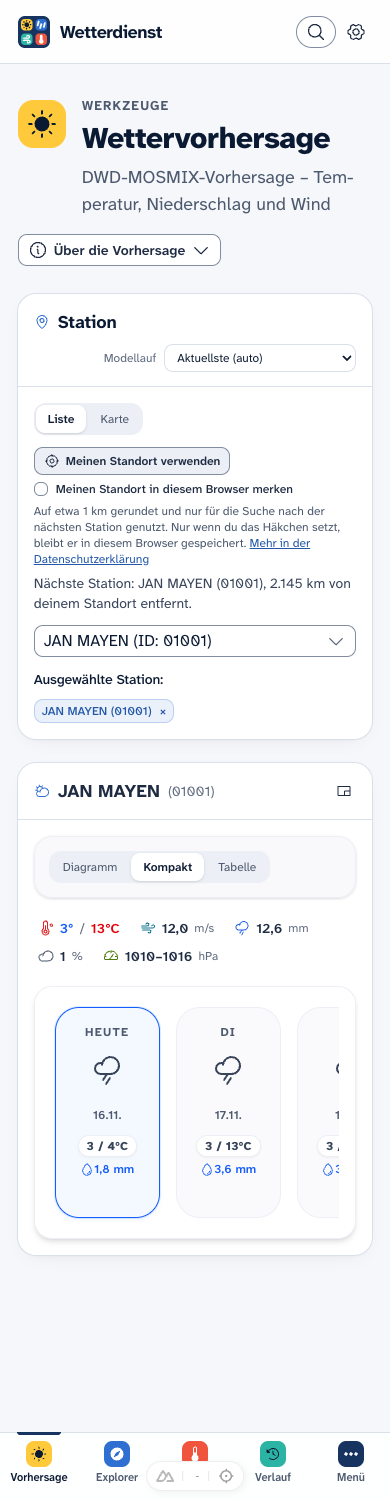 Wetterdienst
WERKZEUGE
Wettervorhersage
DWD-MOSMIX-Vorhersage – Tem-
peratur, Niederschlag und Wind
Über die Vorhersage
Station
Modellauf Aktuellste (auto)
Liste Karte
Meinen Standort verwenden
Meinen Standort in diesem Browser merken
Auf etwa 1 km gerundet und nur für die Suche nach der
nächsten Station genutzt. Nur wenn du das Häkchen setzt,
bleibt er in diesem Browser gespeichert. Mehr in der
Datenschutzerklärung
Nächste Station: JAN MAYEN (01001), 2.145 km von
deinem Standort entfernt.
JAN MAYEN (ID: 01001)
Ausgewählte Station:
JAN MAYEN (01001) ×
JAN MAYEN (01001)
Diagramm Kompakt Tabelle
3° / 13°C 12,0 m/s 12,6 mm
1 % 1010–1016 hPa
HEUTE DI
16.11. 17.11. 1
3 / 4°C 3 / 13°C 3 /
1,8 mm 3,6 mm 3
Vorhersage Explorer - Verlauf Menü